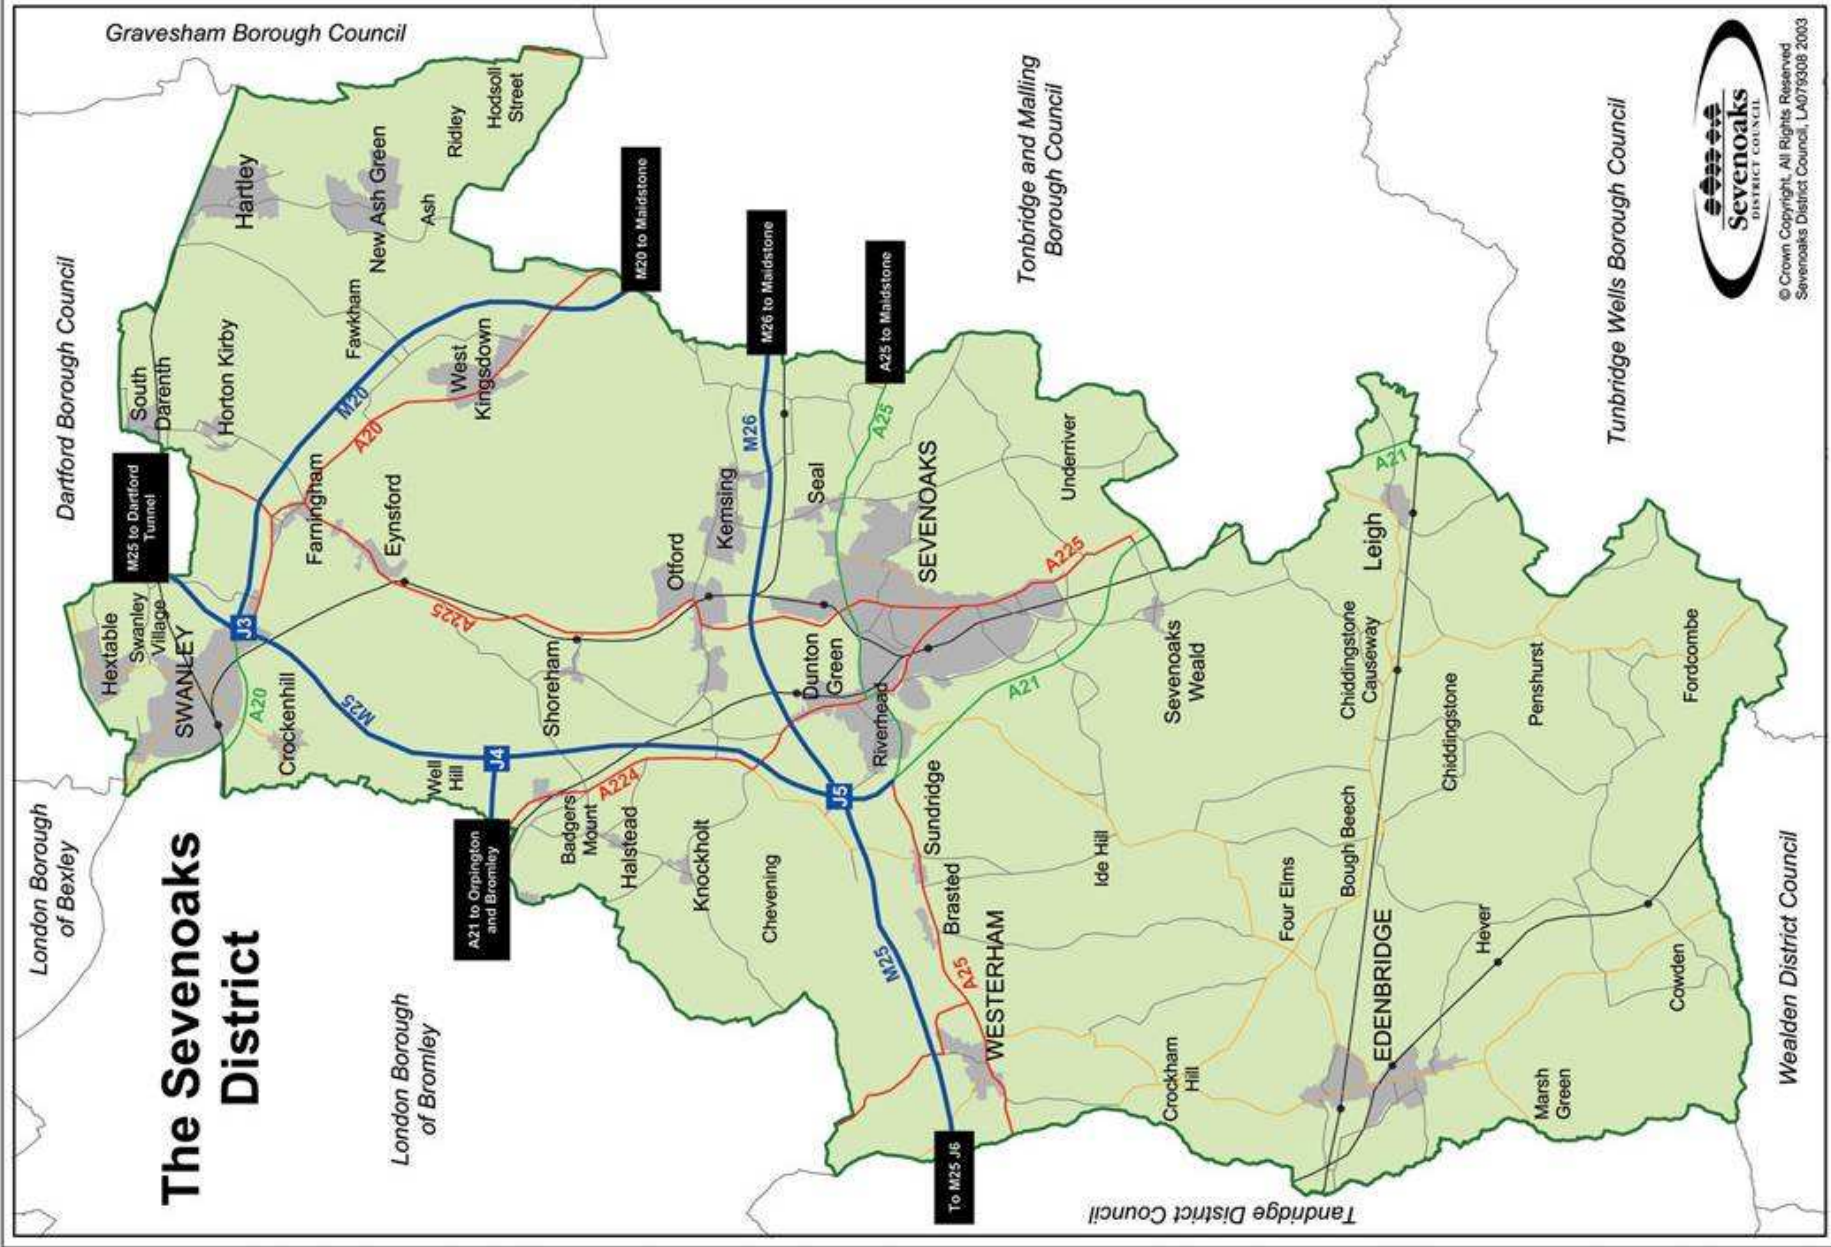 The Sevenoaks
District
London Borough
of Bexley
Dartford Borough Council
Gravesham Borough Council
London Borough
of Bromley
Tonbridge and Malling
Borough Council
Tunbridge Wells Borough Council
Wealden District Council
Tandridge District Council
M25 to Dartford
Tunnel
A21 to Orpington
and Bromley
M20 to Maidstone
M26 to Maidstone
A25 to Maidstone
To M25 J6
Hextable
Swanley
Village
SWANLEY
J3
A20
Crockenhill
M25
South
Darenth
Horton Kirby
Hartley
Fawkham
New Ash Green
Ash
Ridley
Hodsoll
Street
M20
A20
West
Kingsdown
Farningham
Eynsford
A225
Well
Hill
J4
Shoreham
Badgers
Mount
A224
Halstead
Knockholt
Chevening
Otford
Kemsing
M26
Seal
A25
Dunton
Green
Riverhead
SEVENOAKS
J5
M25
Sundridge
Brasted
A25
WESTERHAM
A21
A225
Underriver
Sevenoaks
Weald
Ide Hill
Crockham
Hill
Four Elms
Bough Beech
Chiddingstone
Causeway
Leigh
A21
EDENBRIDGE
Chiddingstone
Hever
Penshurst
Marsh
Green
Cowden
Fordcombe
Sevenoaks
DISTRICT COUNCIL
© Crown Copyright, All Rights Reserved
Sevenoaks District Council, LA079308 2003